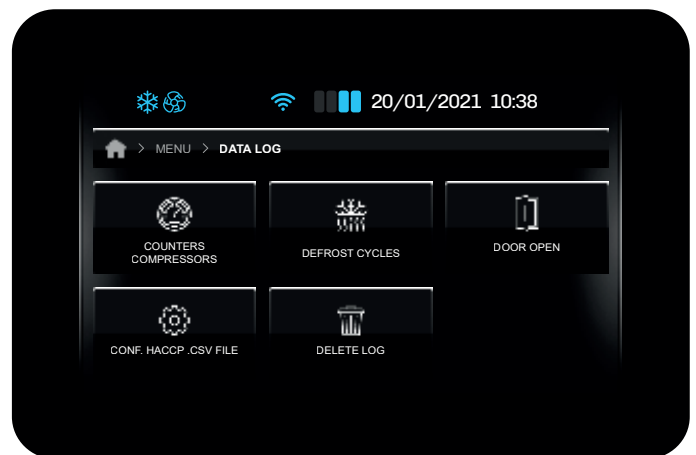 20/01/2021 10:38
> MENU > DATA LOG
COUNTERS
COMPRESSORS
DEFROST CYCLES
DOOR OPEN
CONF. HACCP .CSV FILE
DELETE LOG